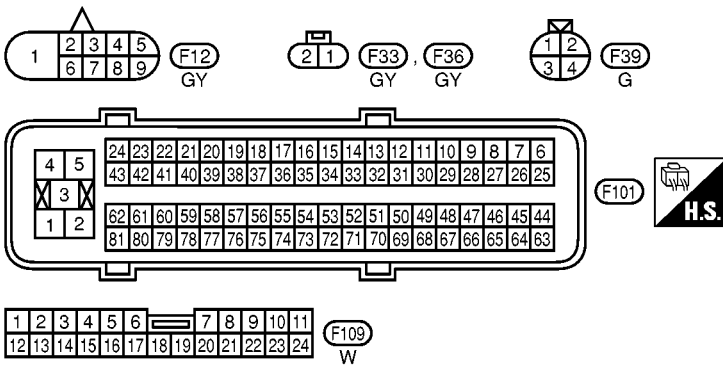 1 2 3 4 5 F12
6 7 8 9
GY
2 1 F33 , F36
GY GY
1 2 F39
3 4
G
4 5
3
1 2
24 23 22 21 20 19 18 17 16 15 14 13 12 11 10 9 8 7 6
43 42 41 40 39 38 37 36 35 34 33 32 31 30 29 28 27 26 25
62 61 60 59 58 57 56 55 54 53 52 51 50 49 48 47 46 45 44
81 80 79 78 77 76 75 74 73 72 71 70 69 68 67 66 65 64 63
F101
H.S.
1 2 3 4 5 6 7 8 9 10 11
12 13 14 15 16 17 18 19 20 21 22 23 24
F109
W